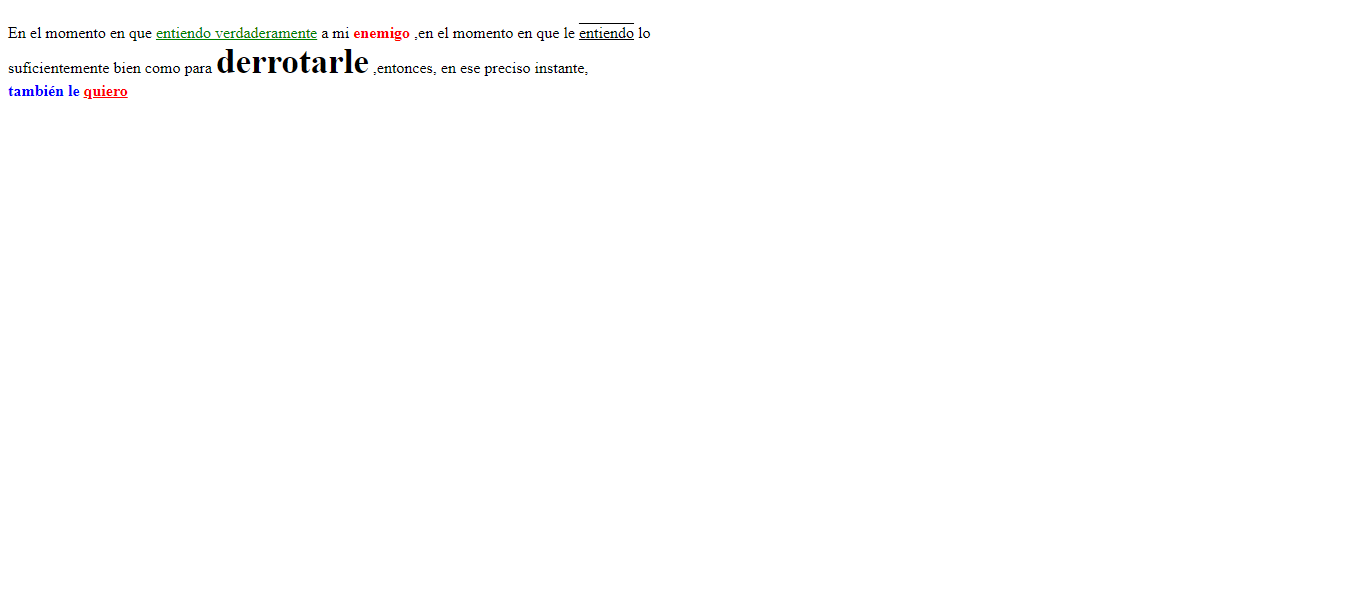 En el momento en que entiendo verdaderamente a mi enemigo ,en el momento en que le entiendo lo
suficientemente bien como para derrotarle ,entonces, en ese preciso instante,
también le quiero